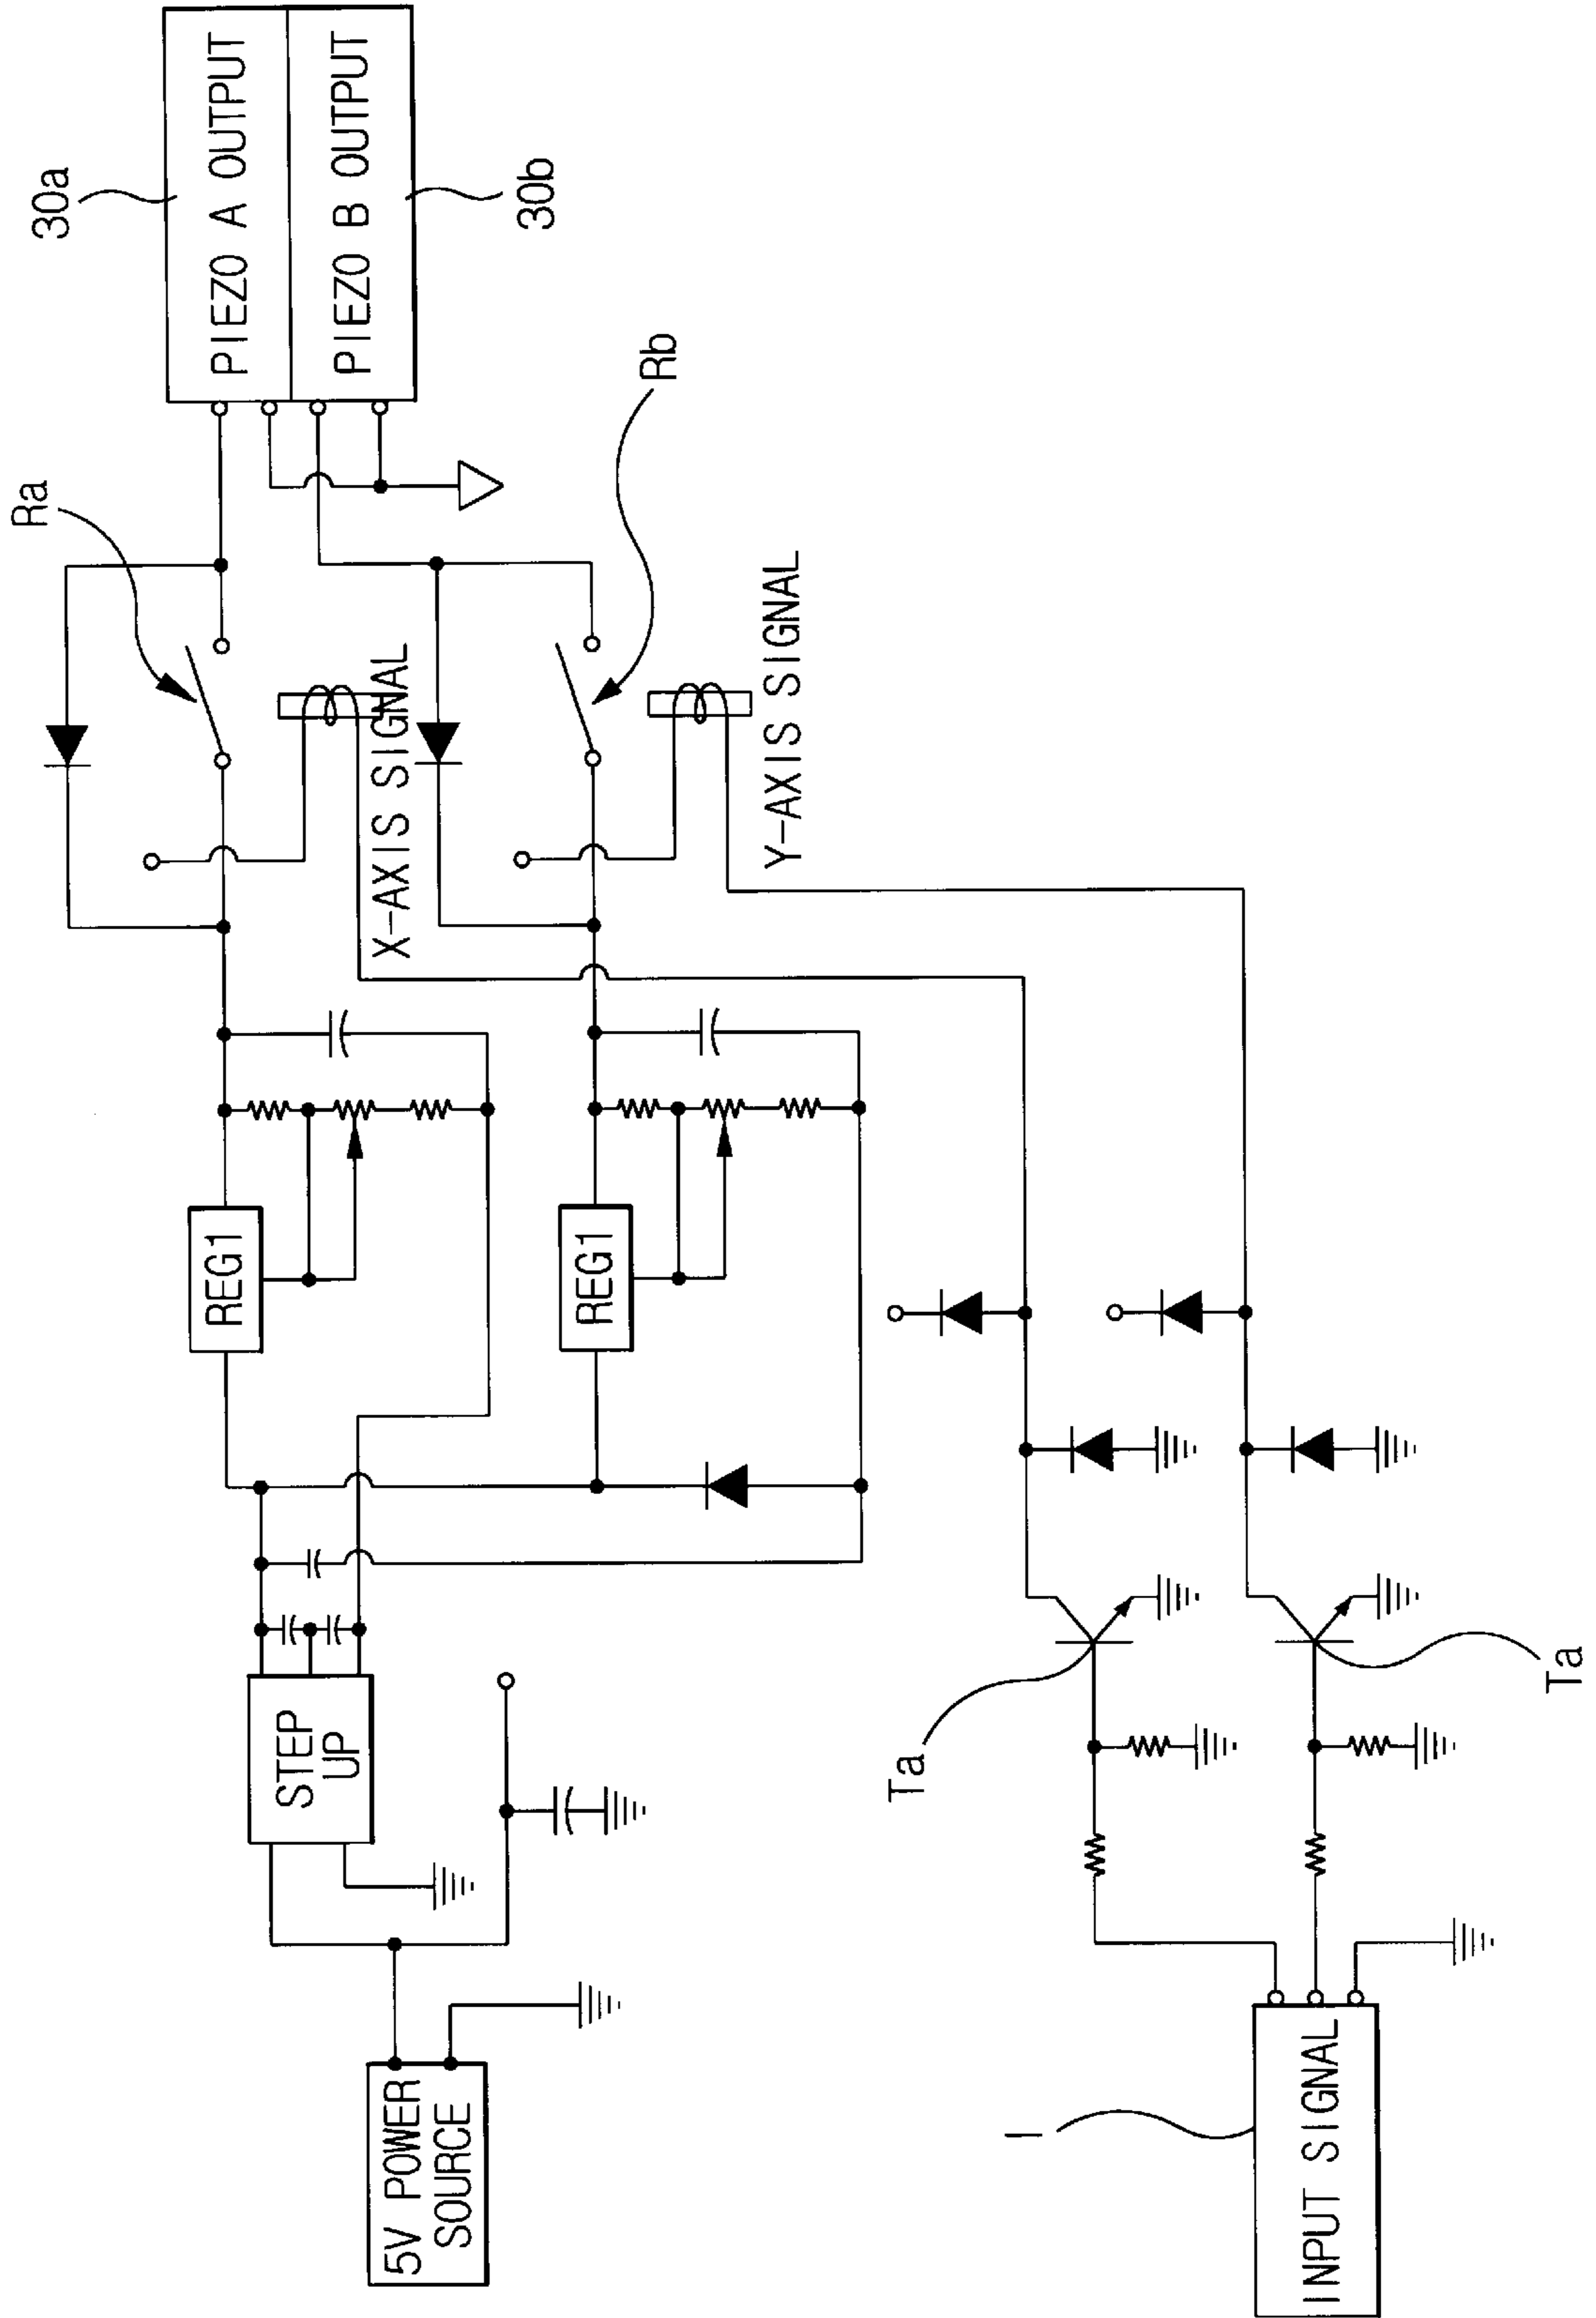 30a
PIEZO A OUTPUT
PIEZO B OUTPUT
30b
Ra
Rb
X-AXIS SIGNAL
Y-AXIS SIGNAL
REG1
REG1
STEP
UP
5V POWER
SOURCE
Ta
Ta
I
INPUT SIGNAL